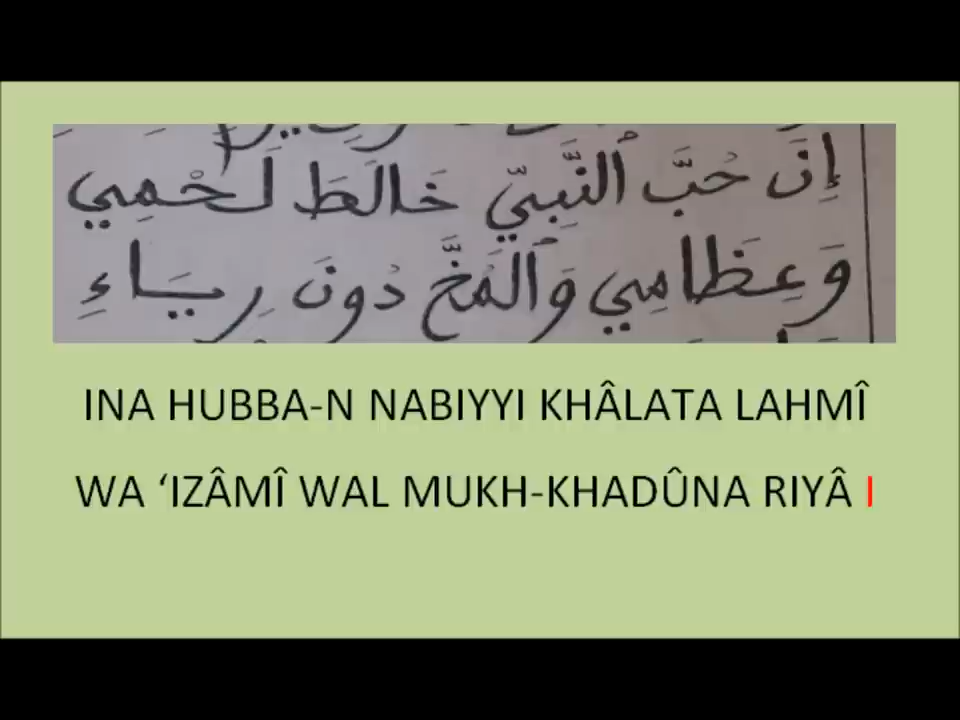 إِنَّ حُبَّ ٱلنَّبِيِّ خَالَطَ لَحْمِي
وَعِظَامِي وَٱلْمُخَّ دُونَ رِيَاءِ
INA HUBBA-N NABIYYI KHÂLATA LAHMÎ
WA ‘IZÂMÎ WAL MUKH-KHADÛNA RIYÂ I